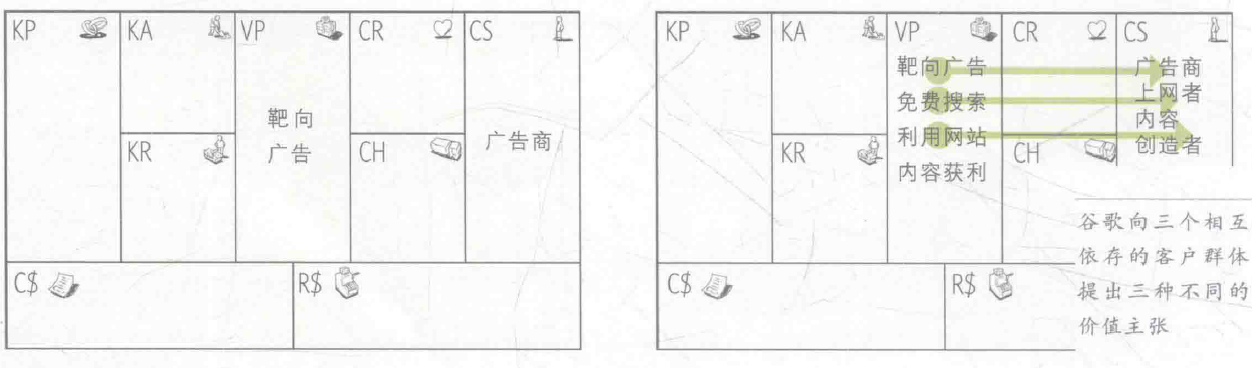 KP
KA
VP
CR
CS
靶向
广告
广告商
KR
CH
C$
R$
KP
KA
VP
CR
CS
靶向广告
免费搜索
利用网站
内容获利
广告商
上网者
内容
创造者
KR
CH
C$
R$
谷歌向三个相互
依存的客户群体
提出三种不同的
价值主张